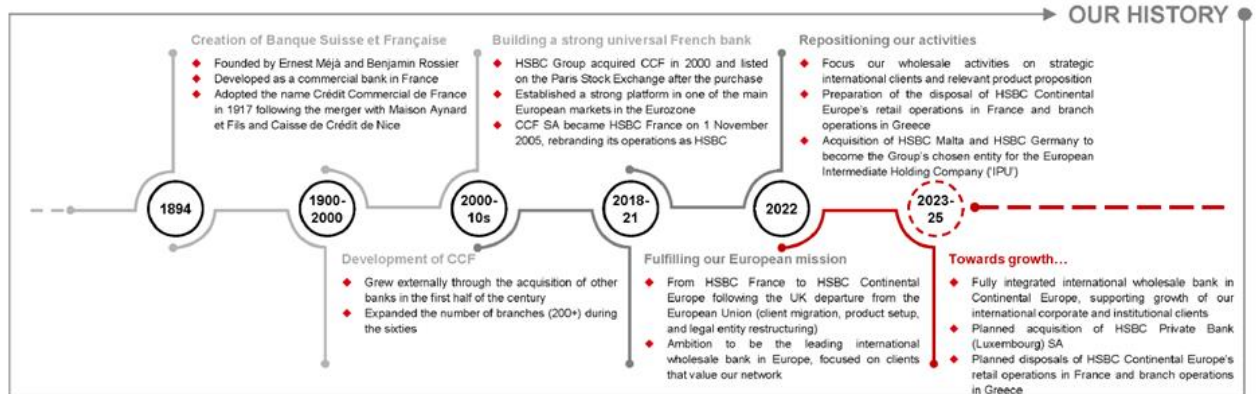 OUR HISTORY
Creation of Banque Suisse et Française
Founded by Ernest Méjà and Benjamin Rossier
Developed as a commercial bank in France
Adopted the name Crédit Commercial de France
in 1917 following the merger with Maison Aynard
et Fils and Caisse de Crédit de Nice
Building a strong universal French bank
HSBC Group acquired CCF in 2000 and listed
on the Paris Stock Exchange after the purchase
Established a strong platform in one of the main
European markets in the Eurozone
CCF SA became HSBC France on 1 November
2005, rebranding its operations as HSBC
Repositioning our activities
Focus our wholesale activities on strategic
international clients and relevant product proposition
Preparation of the disposal of HSBC Continental
Europe's retail operations in France and branch
operations in Greece
Acquisition of HSBC Malta and HSBC Germany to
become the Group's chosen entity for the European
Intermediate Holding Company ('IPU')
1894
1900-
2000
2000-
10s
2018-
21
2022
2023-
25
Development of CCF
Grew externally through the acquisition of other
banks in the first half of the century
Expanded the number of branches (200+) during
the sixties
Fulfilling our European mission
From HSBC France to HSBC Continental
Europe following the UK departure from the
European Union (client migration, product setup,
and legal entity restructuring)
Ambition to be the leading international
wholesale bank in Europe, focused on clients
that value our network
Towards growth…
Fully integrated international wholesale bank in
Continental Europe, supporting growth of our
international corporate and institutional clients
Planned acquisition of HSBC Private Bank
(Luxembourg) SA
Planned disposals of HSBC Continental Europe's
retail operations in France and branch operations
in Greece